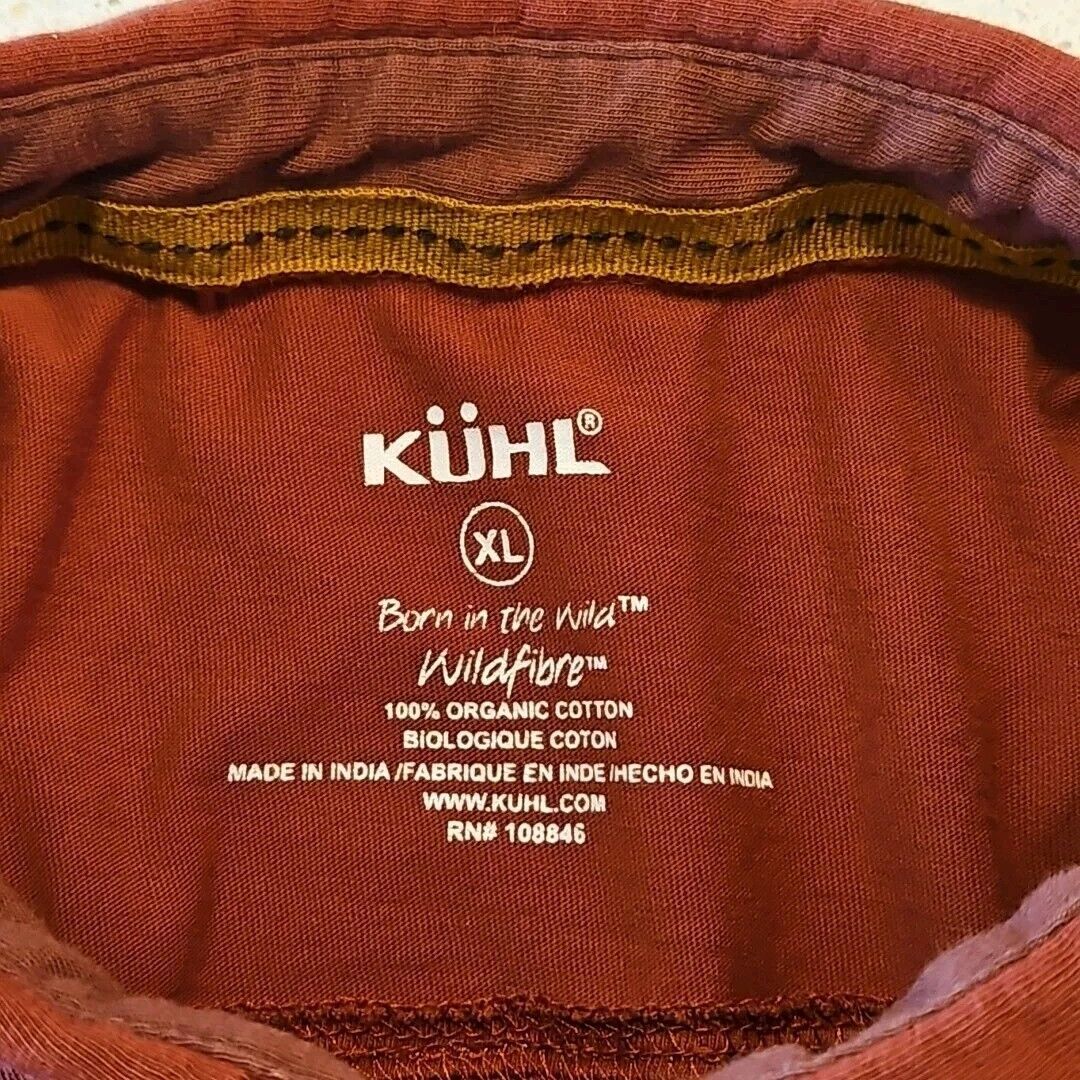 KÜHL®
XL
Born in the Wild™
Wildfibre™
100% ORGANIC COTTON
BIOLOGIQUE COTON
MADE IN INDIA /FABRIQUE EN INDE /HECHO EN INDIA
WWW.KUHL.COM
RN# 108846